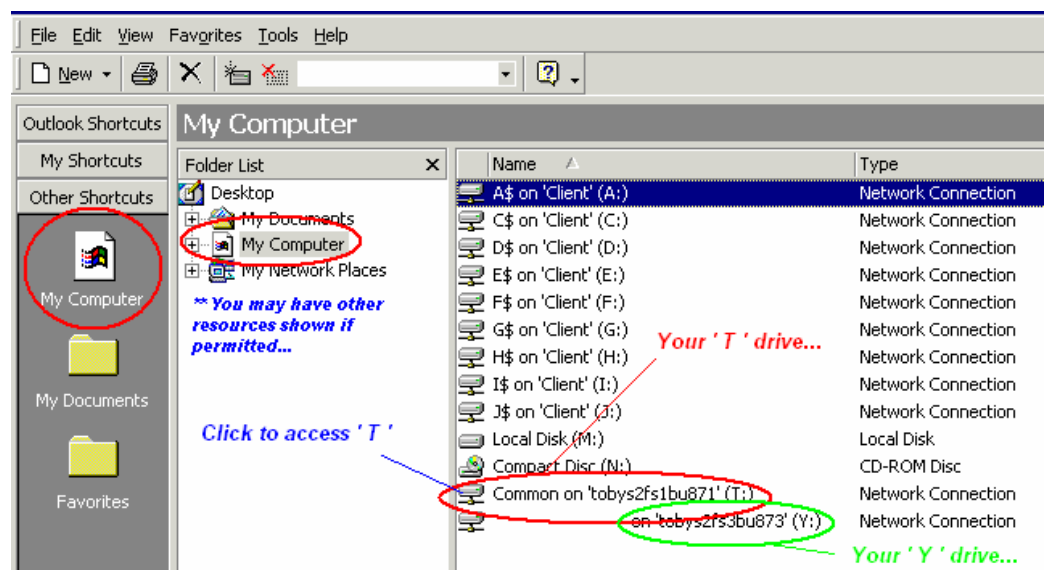 File Edit View Favorites Tools Help
New
Outlook Shortcuts
My Shortcuts
Other Shortcuts
My Computer
My Documents
Favorites
My Computer
Folder List
Desktop
My Documents
My Computer
My Network Places
** You may have other
resources shown if
permitted...
Click to access ' T '
Name Type
A$ on 'Client' (A:) Network Connection
C$ on 'Client' (C:) Network Connection
D$ on 'Client' (D:) Network Connection
E$ on 'Client' (E:) Network Connection
F$ on 'Client' (F:) Network Connection
G$ on 'Client' (G:) Network Connection
Your ' T ' drive...
H$ on 'Client' (H:) Network Connection
I$ on 'Client' (I:) Network Connection
J$ on 'Client' (J:) Network Connection
Local Disk (M:) Local Disk
Compact Disc (N:) CD-ROM Disc
Common on 'tobys2fs1bu871' (T:) Network Connection
on 'tobys2fs3bu873' (Y:) Network Connection
Your ' Y ' drive...